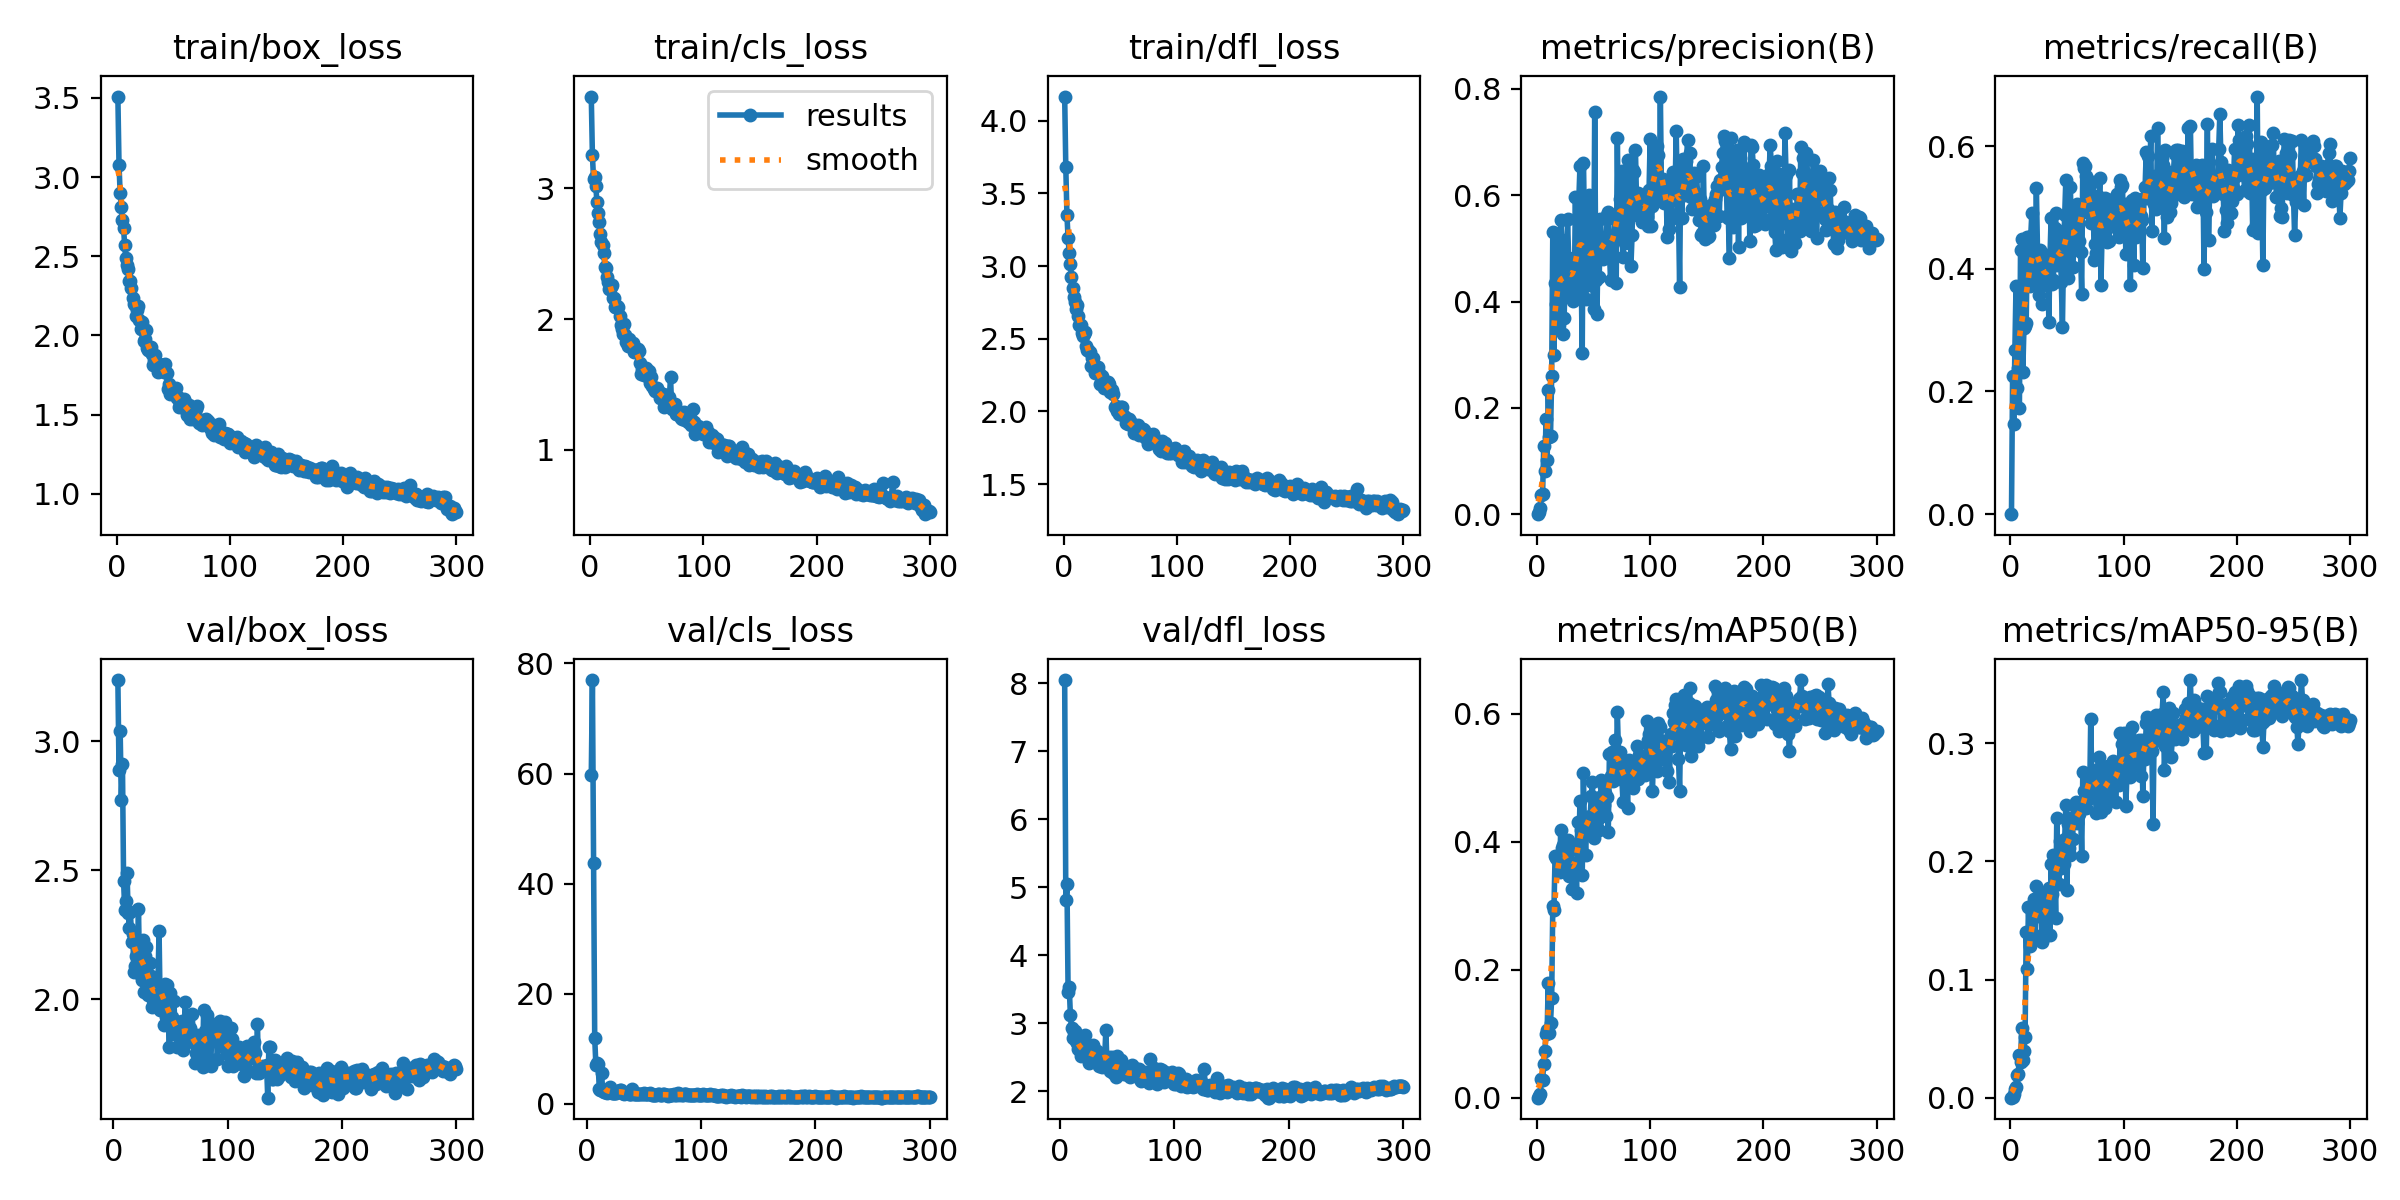 train/box_loss
3.5
3.0
2.5
2.0
1.5
1.0
0 100 200 300
train/cls_loss
results
smooth
3
2
1
0 100 200 300
train/dfl_loss
4.0
3.5
3.0
2.5
2.0
1.5
0 100 200 300
metrics/precision(B)
0.8
0.6
0.4
0.2
0.0
0 100 200 300
metrics/recall(B)
0.6
0.4
0.2
0.0
0 100 200 300
val/box_loss
3.0
2.5
2.0
0 100 200 300
val/cls_loss
80
60
40
20
0
0 100 200 300
val/dfl_loss
8
7
6
5
4
3
2
0 100 200 300
metrics/mAP50(B)
0.6
0.4
0.2
0.0
0 100 200 300
metrics/mAP50-95(B)
0.3
0.2
0.1
0.0
0 100 200 300